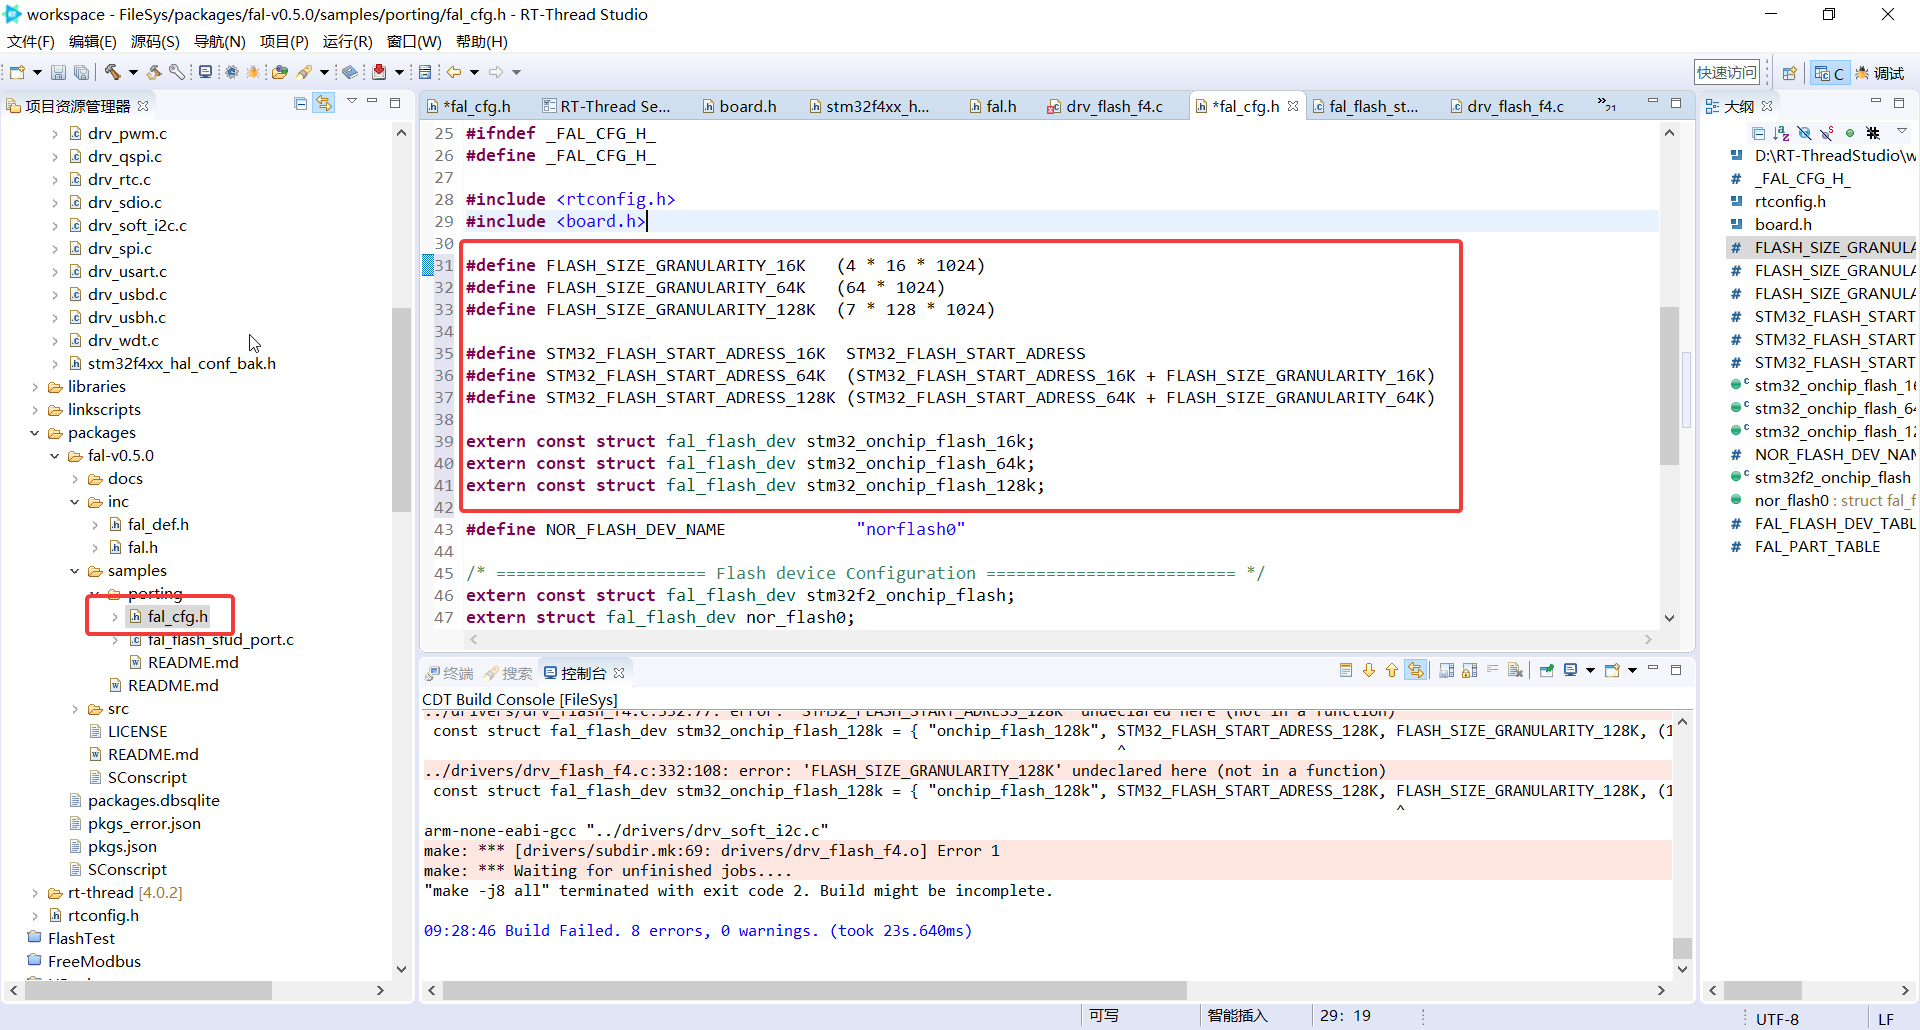 workspace - FileSys/packages/fal-v0.5.0/samples/porting/fal_cfg.h - RT-Thread Studio
文件(F) 编辑(E) 源码(S) 导航(N) 项目(P) 运行(R) 窗口(W) 帮助(H)
快速访问
C
调试
项目资源管理器
drv_pwm.c
drv_qspi.c
drv_rtc.c
drv_sdio.c
drv_soft_i2c.c
drv_spi.c
drv_usart.c
drv_usbd.c
drv_usbh.c
drv_wdt.c
stm32f4xx_hal_conf_bak.h
libraries
linkscripts
packages
fal-v0.5.0
docs
inc
fal_def.h
fal.h
samples
porting
fal_cfg.h
fal_flash_sfud_port.c
README.md
README.md
src
LICENSE
README.md
SConscript
packages.dbsqlite
pkgs_error.json
pkgs.json
SConscript
rt-thread [4.0.2]
rtconfig.h
FlashTest
FreeModbus
*fal_cfg.h RT-Thread Se... board.h stm32f4xx_h... fal.h drv_flash_f4.c *fal_cfg.h fal_flash_st... drv_flash_f4.c »21
25 #ifndef _FAL_CFG_H_
26 #define _FAL_CFG_H_
27
28 #include <rtconfig.h>
29 #include <board.h>
30
31 #define FLASH_SIZE_GRANULARITY_16K (4 * 16 * 1024)
32 #define FLASH_SIZE_GRANULARITY_64K (64 * 1024)
33 #define FLASH_SIZE_GRANULARITY_128K (7 * 128 * 1024)
34
35 #define STM32_FLASH_START_ADRESS_16K STM32_FLASH_START_ADRESS
36 #define STM32_FLASH_START_ADRESS_64K (STM32_FLASH_START_ADRESS_16K + FLASH_SIZE_GRANULARITY_16K)
37 #define STM32_FLASH_START_ADRESS_128K (STM32_FLASH_START_ADRESS_64K + FLASH_SIZE_GRANULARITY_64K)
38
39 extern const struct fal_flash_dev stm32_onchip_flash_16k;
40 extern const struct fal_flash_dev stm32_onchip_flash_64k;
41 extern const struct fal_flash_dev stm32_onchip_flash_128k;
42
43 #define NOR_FLASH_DEV_NAME "norflash0"
44
45 /* ===================== Flash device Configuration ========================= */
46 extern const struct fal_flash_dev stm32f2_onchip_flash;
47 extern struct fal_flash_dev nor_flash0;
终端 搜索 控制台
CDT Build Console [FileSys]
../drivers/drv_flash_f4.c:332:77: error: 'STM32_FLASH_START_ADRESS_128K' undeclared here (not in a function)
const struct fal_flash_dev stm32_onchip_flash_128k = { "onchip_flash_128k", STM32_FLASH_START_ADRESS_128K, FLASH_SIZE_GRANULARITY_128K, (1
^
../drivers/drv_flash_f4.c:332:108: error: 'FLASH_SIZE_GRANULARITY_128K' undeclared here (not in a function)
const struct fal_flash_dev stm32_onchip_flash_128k = { "onchip_flash_128k", STM32_FLASH_START_ADRESS_128K, FLASH_SIZE_GRANULARITY_128K, (1
^
arm-none-eabi-gcc "../drivers/drv_soft_i2c.c"
make: *** [drivers/subdir.mk:69: drivers/drv_flash_f4.o] Error 1
make: *** Waiting for unfinished jobs....
"make -j8 all" terminated with exit code 2. Build might be incomplete.
09:28:46 Build Failed. 8 errors, 0 warnings. (took 23s.640ms)
大纲
D:\RT-ThreadStudio\w
_FAL_CFG_H_
rtconfig.h
board.h
FLASH_SIZE_GRANULA
FLASH_SIZE_GRANULA
FLASH_SIZE_GRANULA
STM32_FLASH_START
STM32_FLASH_START
STM32_FLASH_START
stm32_onchip_flash_16
stm32_onchip_flash_64
stm32_onchip_flash_12
NOR_FLASH_DEV_NAM
stm32f2_onchip_flash
nor_flash0 : struct fal_f
FAL_FLASH_DEV_TABL
FAL_PART_TABLE
可写 智能插入 29: 19 UTF-8 LF